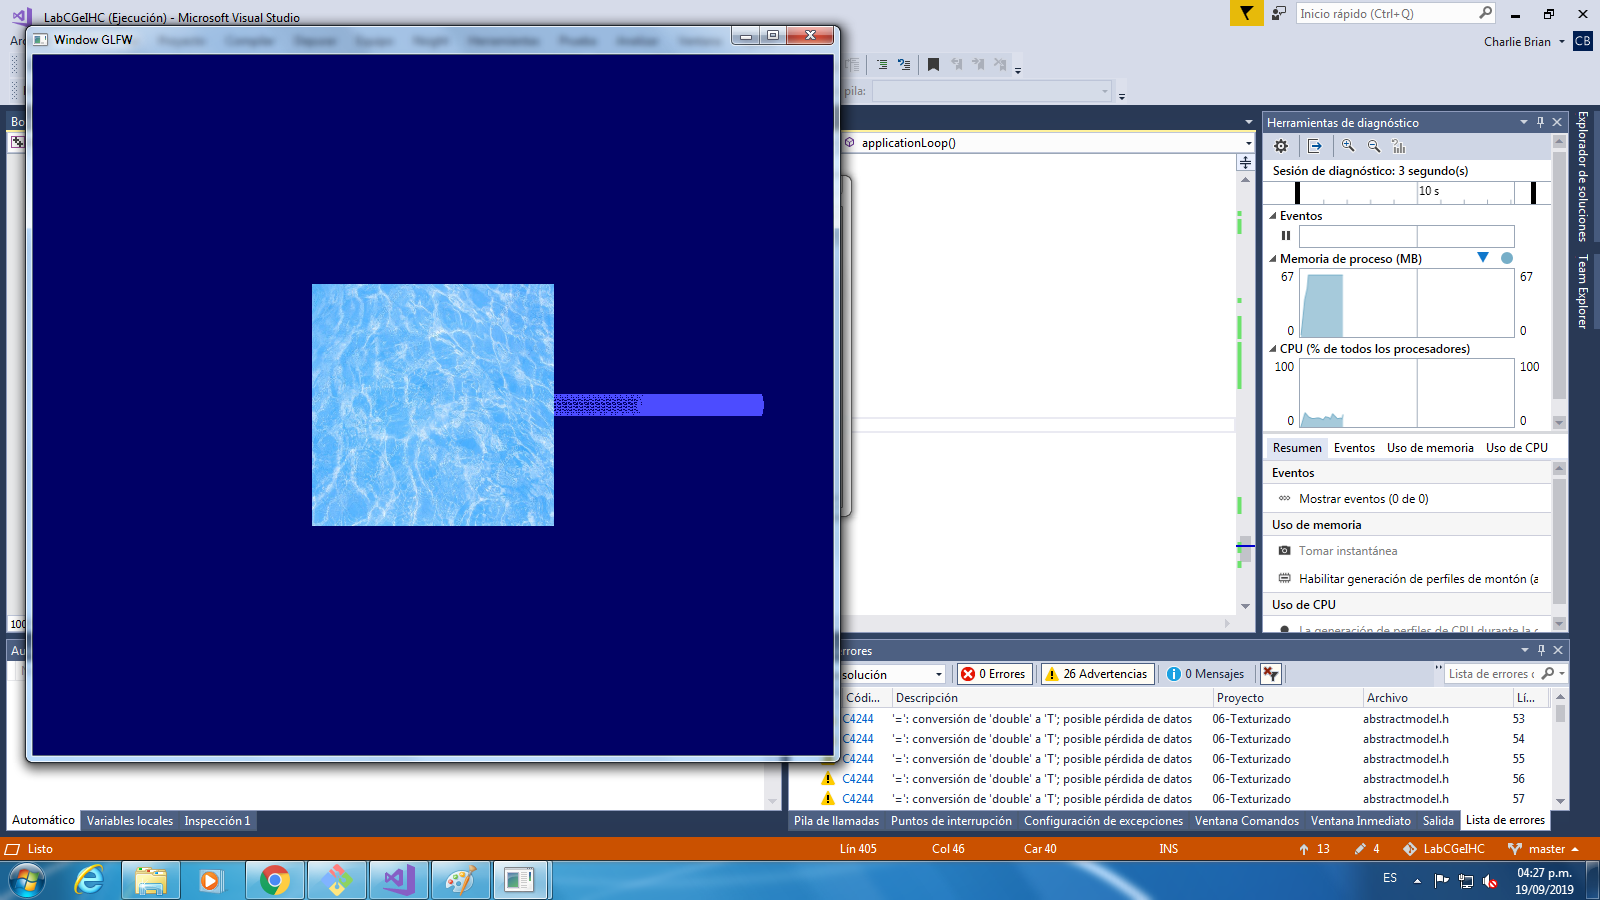 LabCGeIHC (Ejecución) - Microsoft Visual Studio
Inicio rápido (Ctrl+Q)
Window GLFW
Charlie Brian
CB
pila:
applicationLoop()
Herramientas de diagnóstico
Sesión de diagnóstico: 3 segundo(s)
10 s
Eventos
Memoria de proceso (MB)
67
67
0
0
CPU (% de todos los procesadores)
100
100
0
0
Resumen
Eventos
Uso de memoria
Uso de CPU
Eventos
Mostrar eventos (0 de 0)
Uso de memoria
Tomar instantánea
Habilitar generación de perfiles de montón (a
Uso de CPU
La generación de perfiles de CPU durante la
Explorador de soluciones
Team Explorer
100
errores
solución
0 Errores
26 Advertencias
0 Mensajes
Lista de errores
Códi...
Descripción
Proyecto
Archivo
Lí...
C4244 '=': conversión de 'double' a 'T'; posible pérdida de datos 06-Texturizado abstractmodel.h 53
C4244 '=': conversión de 'double' a 'T'; posible pérdida de datos 06-Texturizado abstractmodel.h 54
C4244 '=': conversión de 'double' a 'T'; posible pérdida de datos 06-Texturizado abstractmodel.h 55
C4244 '=': conversión de 'double' a 'T'; posible pérdida de datos 06-Texturizado abstractmodel.h 56
C4244 '=': conversión de 'double' a 'T'; posible pérdida de datos 06-Texturizado abstractmodel.h 57
Automático
Variables locales
Inspección 1
Pila de llamadas
Puntos de interrupción
Configuración de excepciones
Ventana Comandos
Ventana Inmediato
Salida
Lista de errores
Listo
Lín 405
Col 46
Car 40
INS
13
4
LabCGeIHC
master
ES
04:27 p.m.
19/09/2019